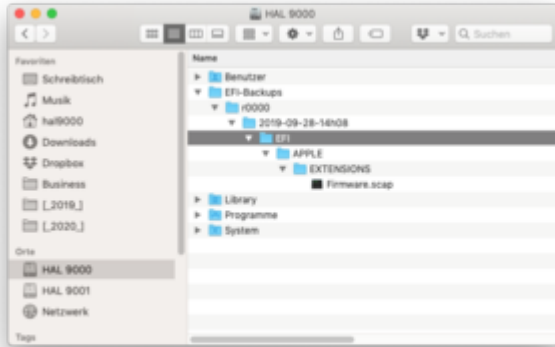 HAL 9000
Suchen
Favoriten
Schreibtisch
Musik
hal9000
Downloads
Dropbox
Business
[_2019_]
[_2020_]
Orte
HAL 9000
HAL 9001
Netzwerk
Tags
Name
Benutzer
EFI-Backups
r0000
2019-09-28-14h08
EFI
APPLE
EXTENSIONS
Firmware.scap
Library
Programme
System